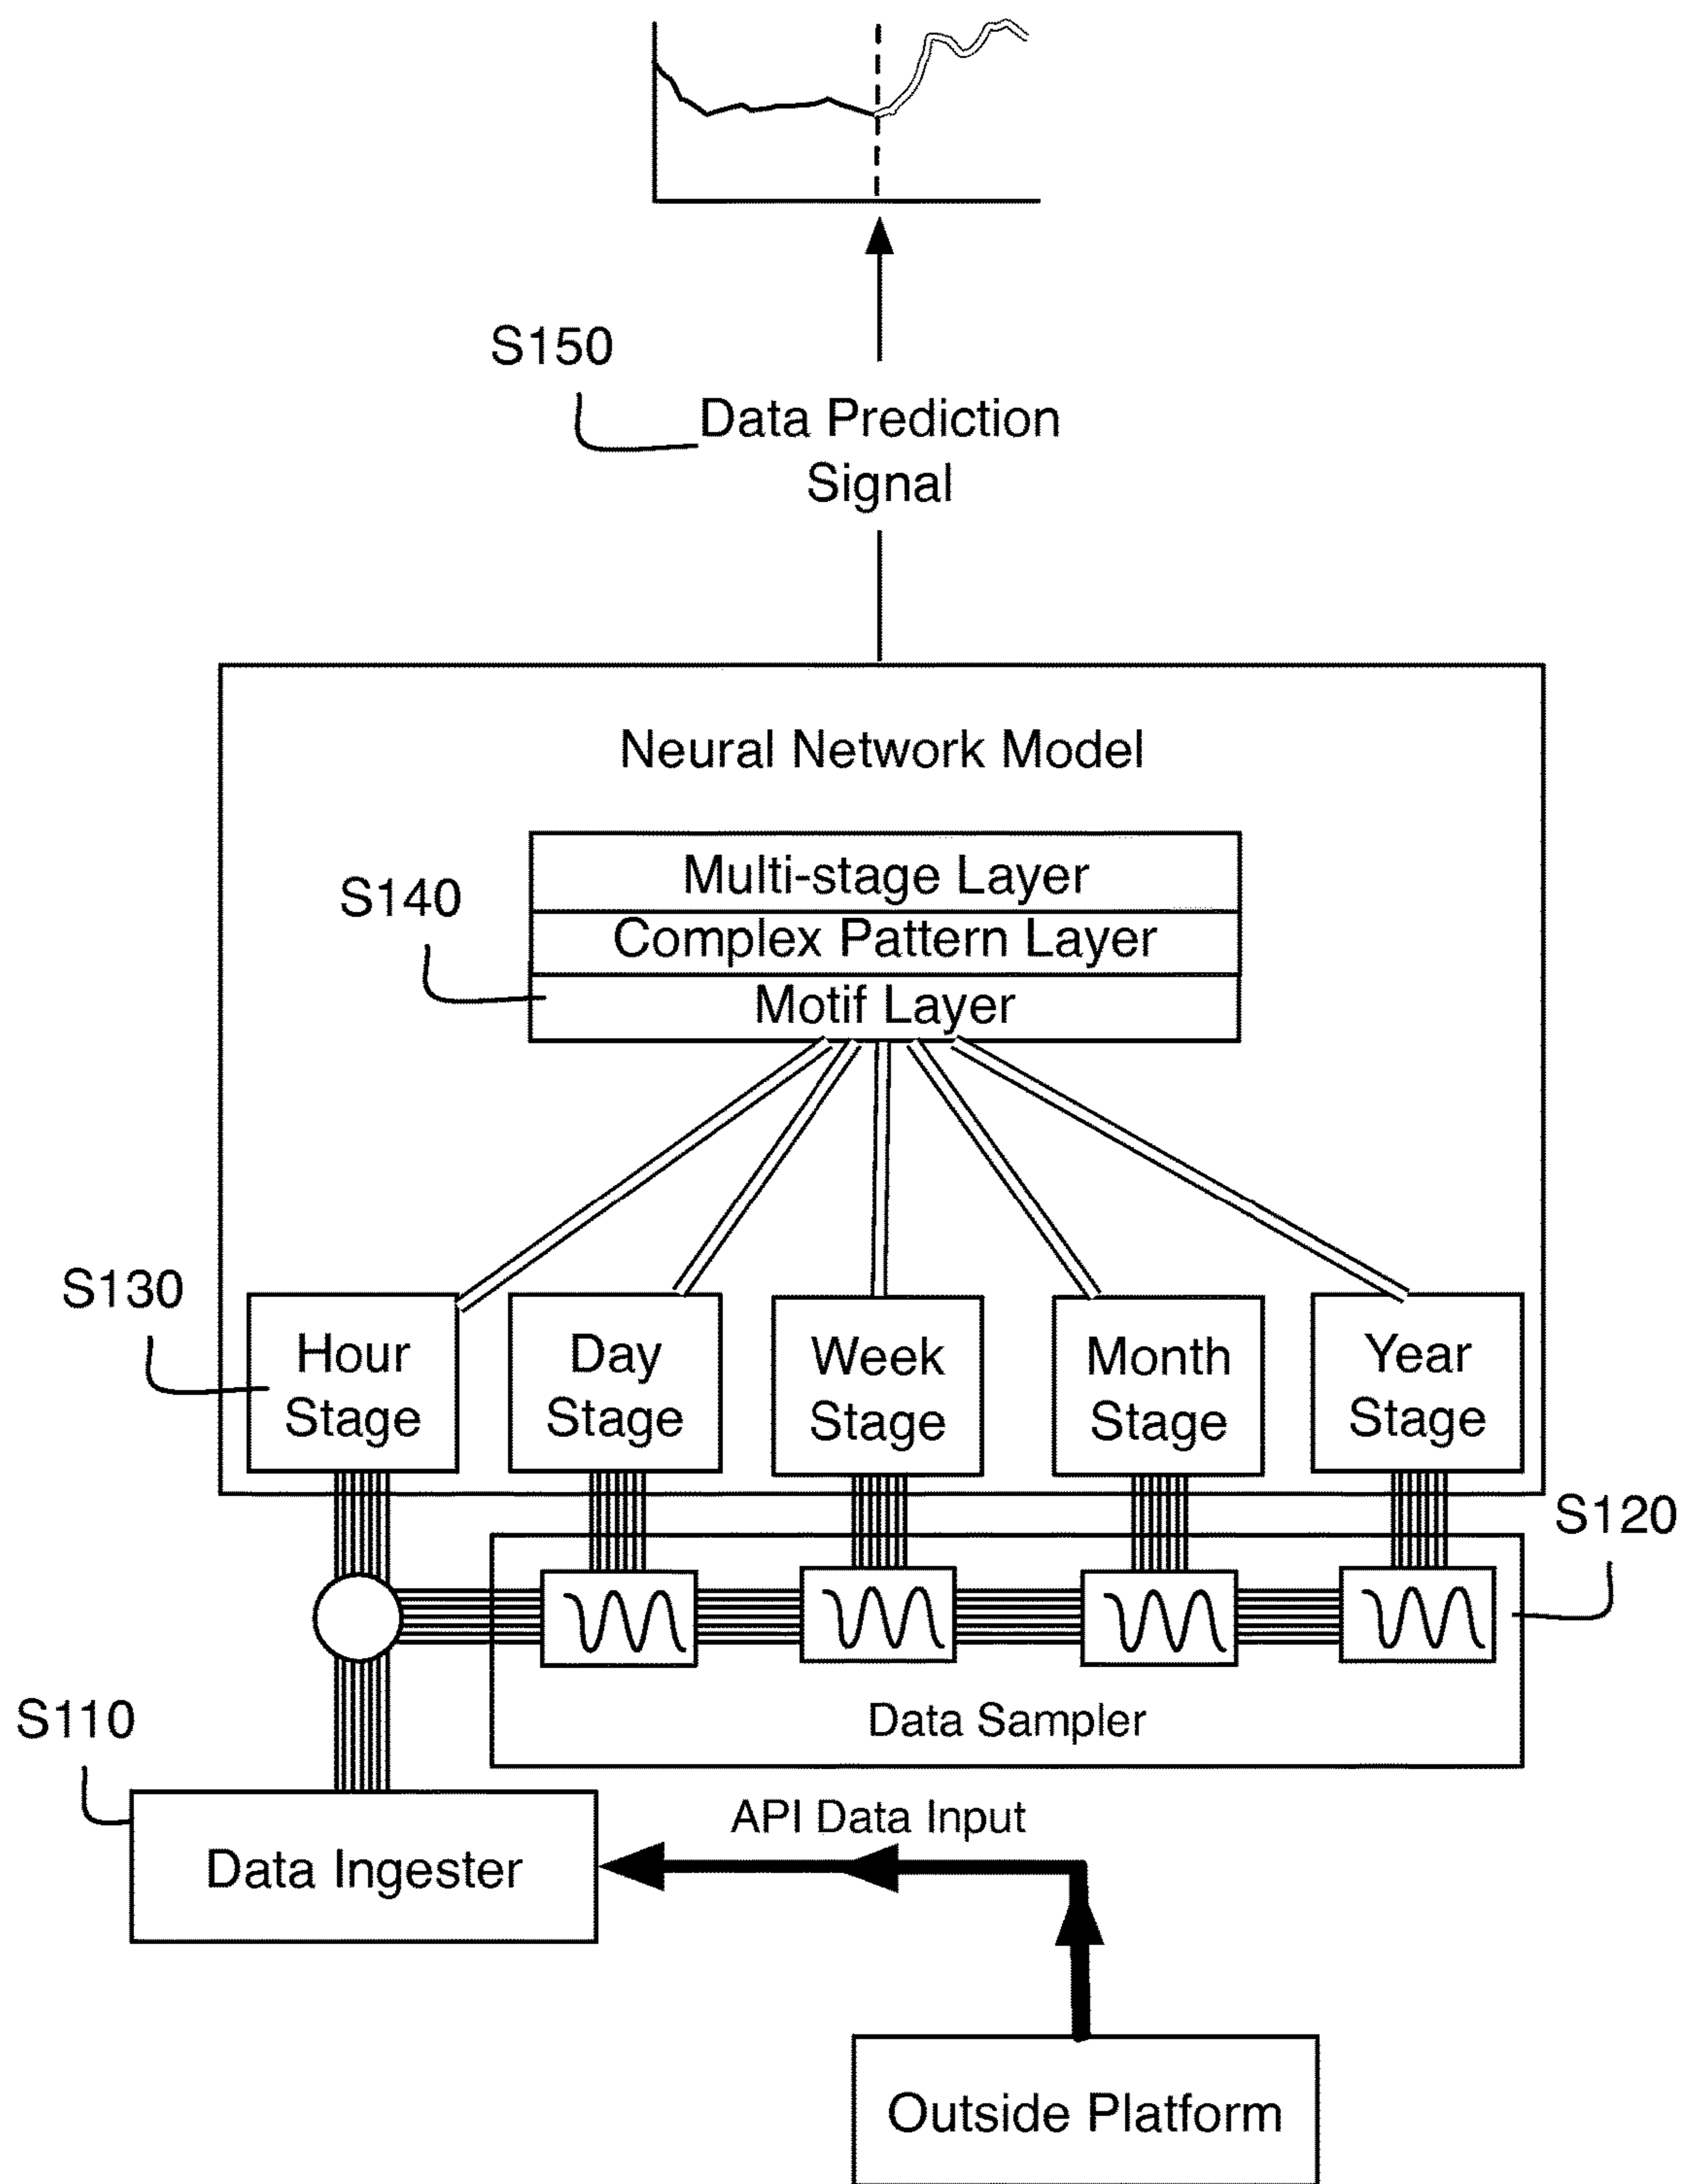 S150
Data Prediction
Signal
Neural Network Model
Multi-stage Layer
S140
Complex Pattern Layer
Motif Layer
S130
Hour
Stage
Day
Stage
Week
Stage
Month
Stage
Year
Stage
S120
Data Sampler
S110
API Data Input
Data Ingester
Outside Platform